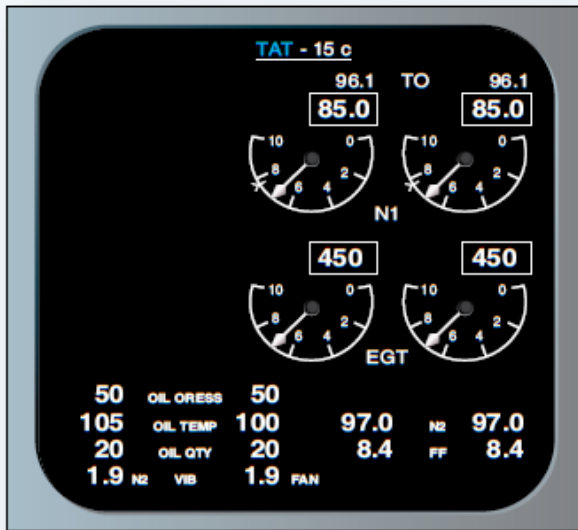 TAT - 15 c
96.1 TO 96.1
85.0 85.0
10 0 10 0
8 2 8 2
6 4 6 4
N1
450 450
10 0 10 0
8 2 8 2
6 4 6 4
EGT
50 OIL ORESS 50
105 OIL TEMP 100 97.0 N2 97.0
20 OIL QTY 20 8.4 FF 8.4
1.9 N2 VIB 1.9 FAN